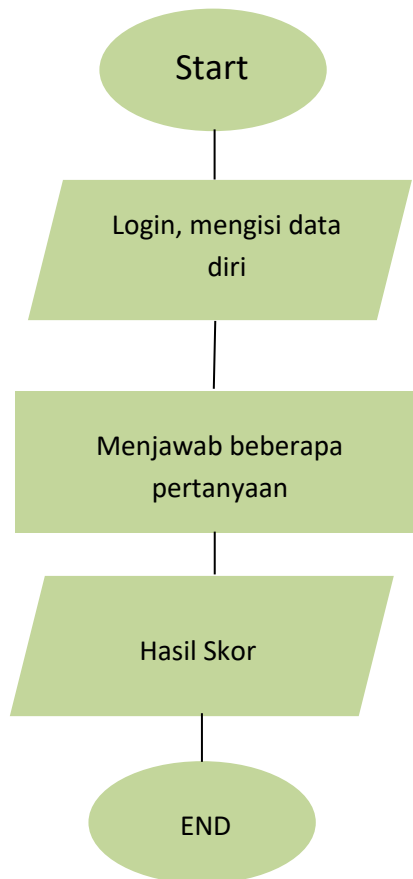 Start
Login, mengisi data
diri
Menjawab beberapa
pertanyaan
Hasil Skor
END